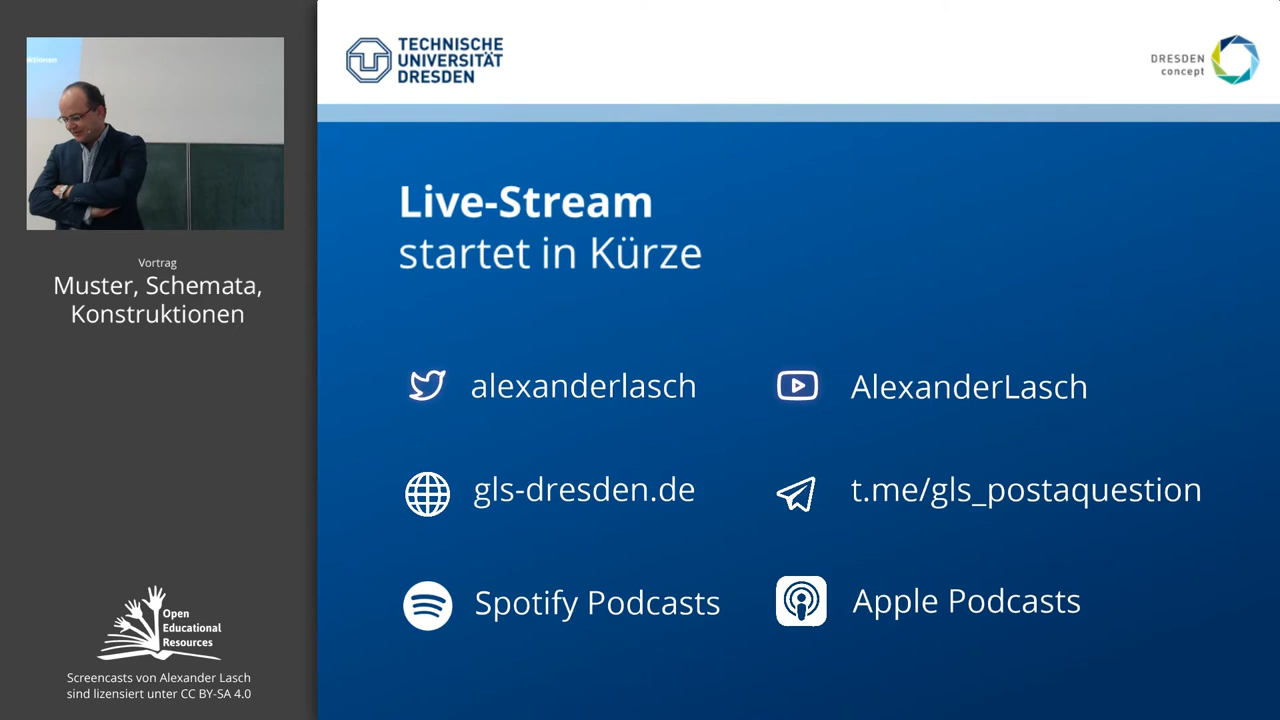 ktionen
Vortrag
Muster, Schemata,
Konstruktionen
Open
Educational
Resources
Screencasts von Alexander Lasch
sind lizensiert unter CC BY-SA 4.0
TECHNISCHE
UNIVERSITÄT
DRESDEN
DRESDEN
concept
Live-Stream
startet in Kürze
alexanderlasch
AlexanderLasch
gls-dresden.de
t.me/gls_postaquestion
Spotify Podcasts
Apple Podcasts